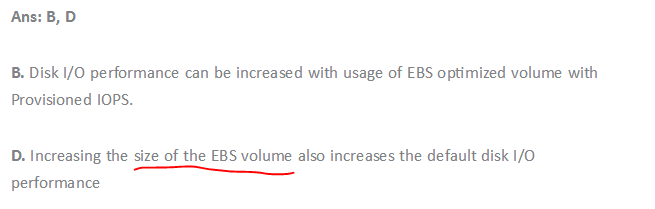 Ans: B, D
B. Disk I/O performance can be increased with usage of EBS optimized volume with
Provisioned IOPS.
D. Increasing the size of the EBS volume also increases the default disk I/O
performance